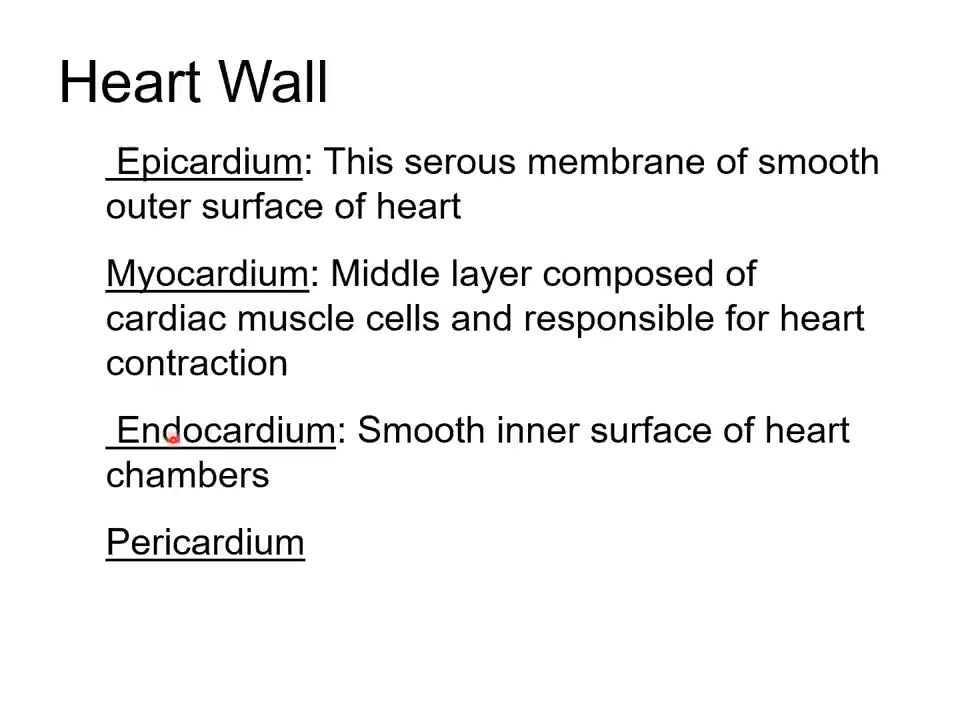 Heart Wall
Epicardium: This serous membrane of smooth
outer surface of heart
Myocardium: Middle layer composed of
cardiac muscle cells and responsible for heart
contraction
Endocardium: Smooth inner surface of heart
chambers
Pericardium